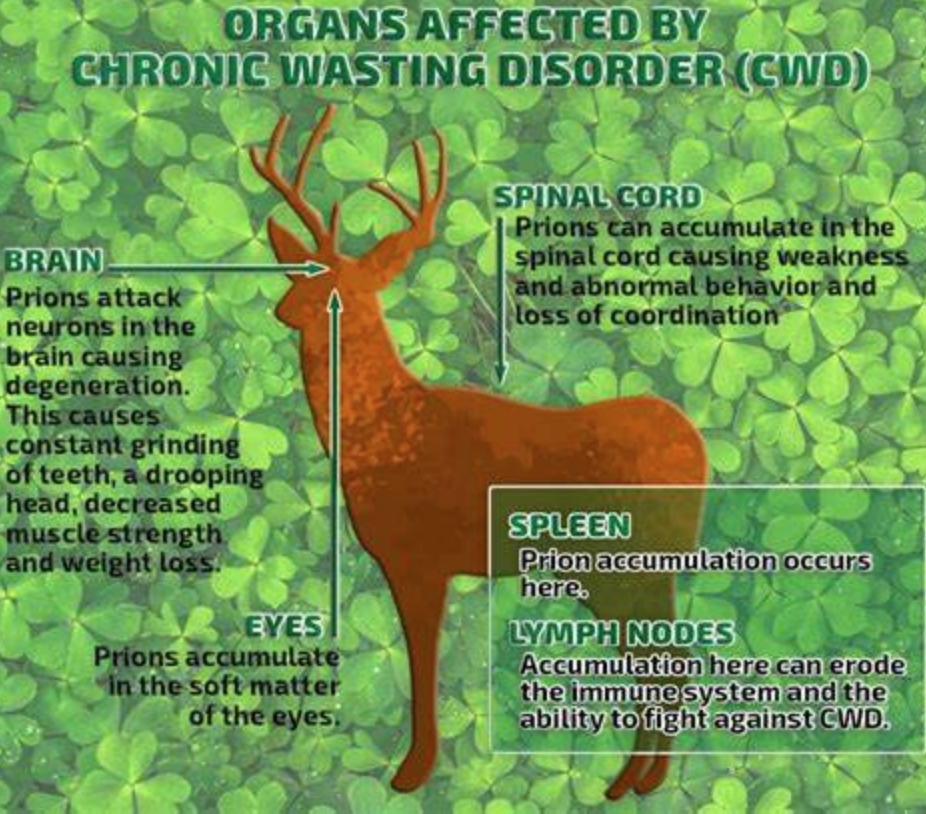 ORGANS AFFECTED BY
CHRONIC WASTING DISORDER (CWD)
BRAIN
Prions attack
neurons in the
brain causing
degeneration.
This causes
constant grinding
of teeth, a drooping
head, decreased
muscle strength
and weight loss.
SPINAL CORD
Prions can accumulate in the
spinal cord causing weakness
and abnormal behavior and
loss of coordination
EYES
Prions accumulate
in the soft matter
of the eyes.
SPLEEN
Prion accumulation occurs
here.
LYMPH NODES
Accumulation here can erode
the immune system and the
ability to fight against CWD.